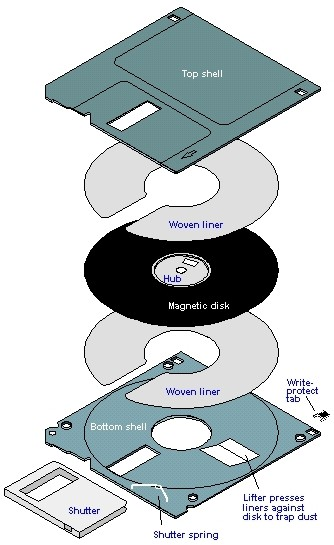 Top shell
Woven liner
Hub
Magnetic disk
Woven liner
Write-
protect
tab
Bottom shell
Shutter
Lifter presses
liners against
disk to trap dust
Shutter spring